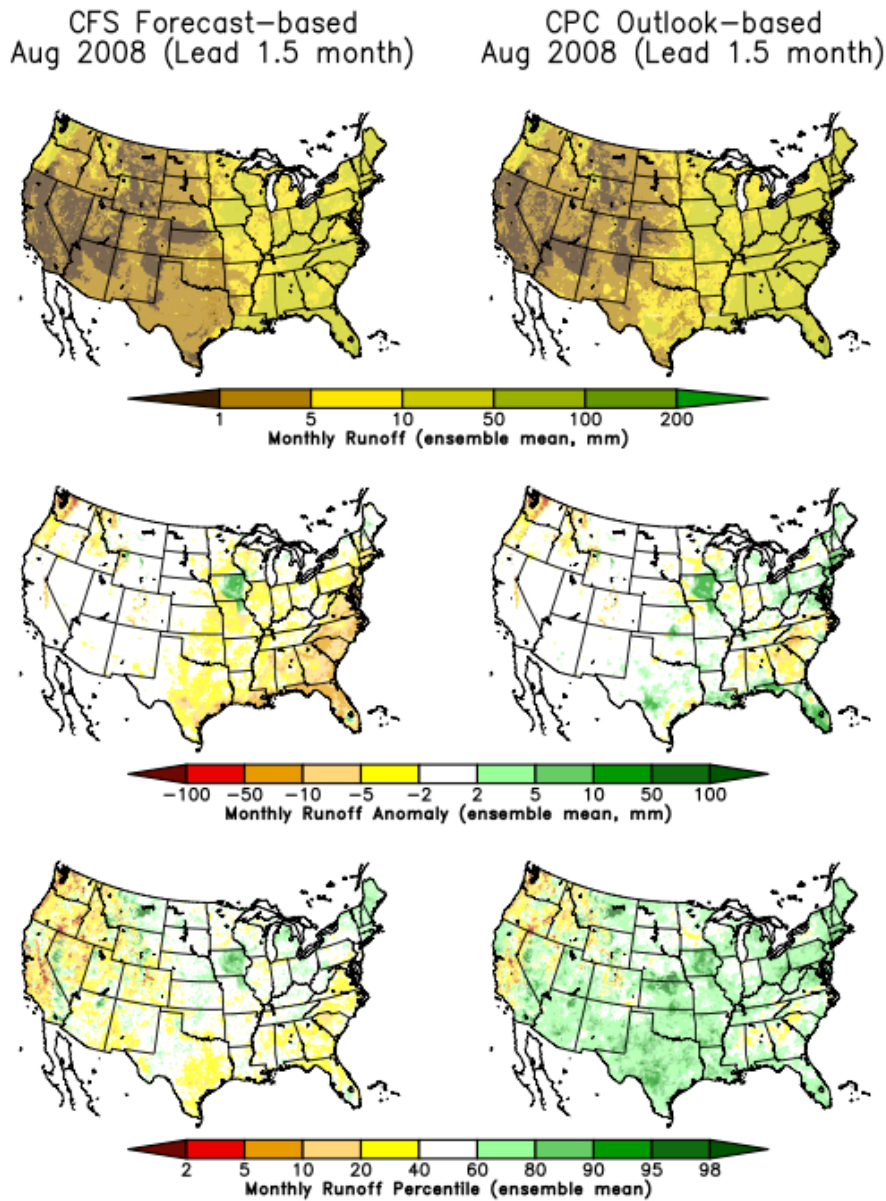 CFS Forecast-based
Aug 2008 (Lead 1.5 month)
CPC Outlook-based
Aug 2008 (Lead 1.5 month)
1 5 10 50 100 200
Monthly Runoff (ensemble mean, mm)
-100 -50 -10 -5 -2 2 5 10 50 100
Monthly Runoff Anomaly (ensemble mean, mm)
2 5 10 20 40 60 80 90 95 98
Monthly Runoff Percentile (ensemble mean)